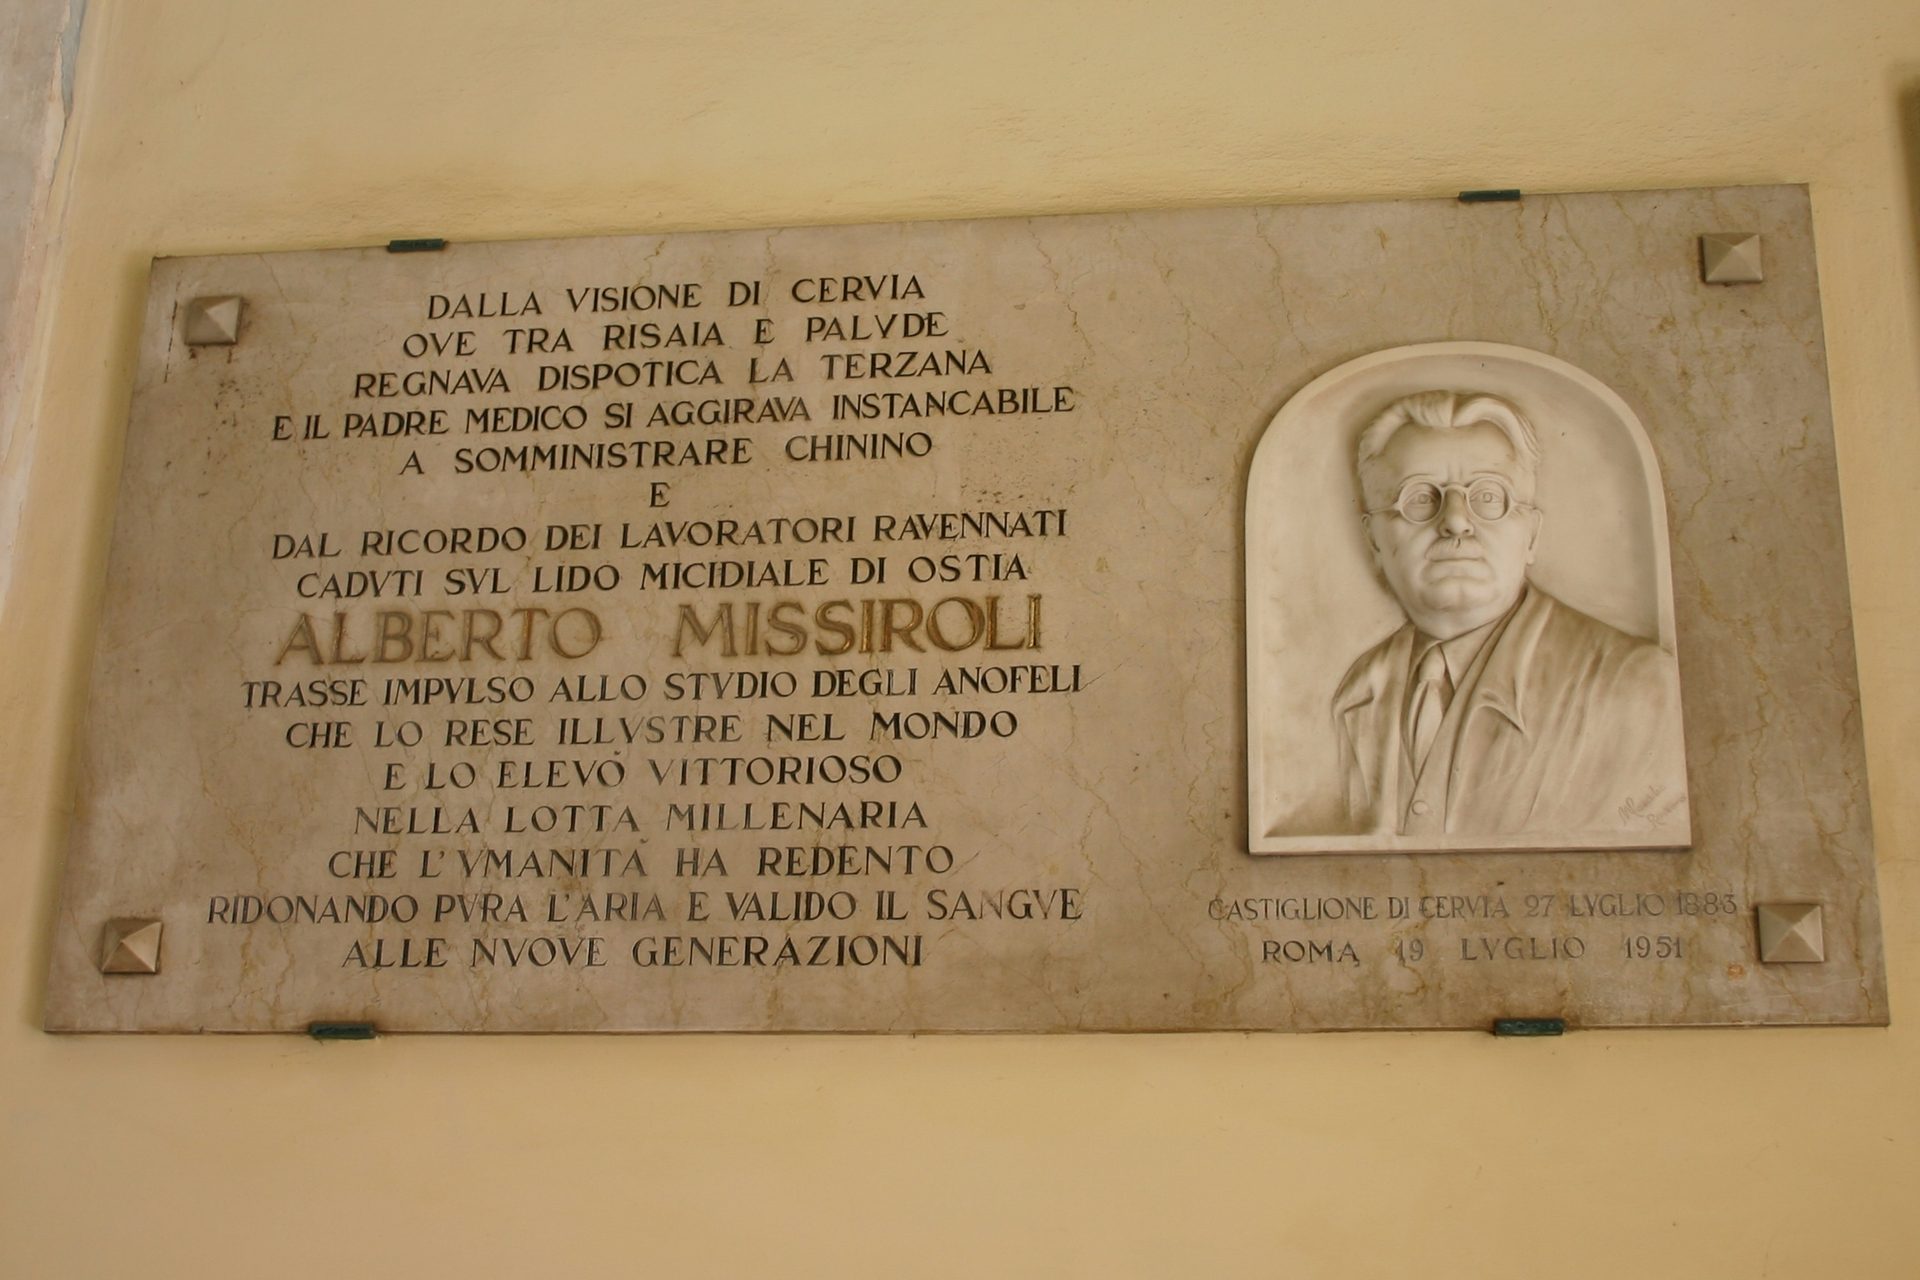 DALLA VISIONE DI CERVIA
OVE TRA RISAIA E PALVDE
REGNAVA DISPOTICA LA TERZANA
E IL PADRE MEDICO SI AGGIRAVA INSTANCABILE
A SOMMINISTRARE CHININO
E
DAL RICORDO DEI LAVORATORI RAVENNATI
CADVTI SVL LIDO MICIDIALE DI OSTIA
ALBERTO MISSIROLI
TRASSE IMPVLSO ALLO STVDIO DEGLI ANOFELI
CHE LO RESE ILLVSTRE NEL MONDO
E LO ELEVÒ VITTORIOSO
NELLA LOTTA MILLENARIA
CHE L'VMANITÀ HA REDENTO
RIDONANDO PVRA L'ARIA E VALIDO IL SANGVE
ALLE NVOVE GENERAZIONI
CASTIGLIONE DI CERVIA 27 LVGLIO 1883
ROMA 19 LVGLIO 1951